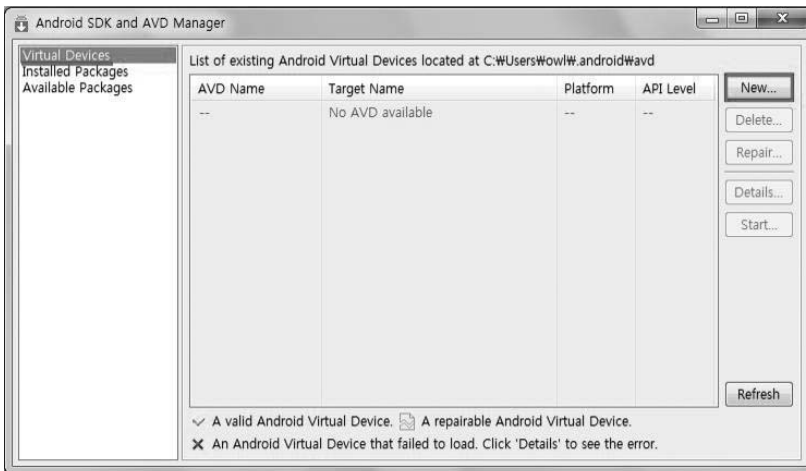 Android SDK and AVD Manager
Virtual Devices
Installed Packages
Available Packages
List of existing Android Virtual Devices located at C:₩Users₩owl₩.android₩avd
AVD Name Target Name Platform API Level
-- No AVD available -- --
New...
Delete...
Repair...
Details...
Start...
Refresh
A valid Android Virtual Device. A repairable Android Virtual Device.
An Android Virtual Device that failed to load. Click 'Details' to see the error.